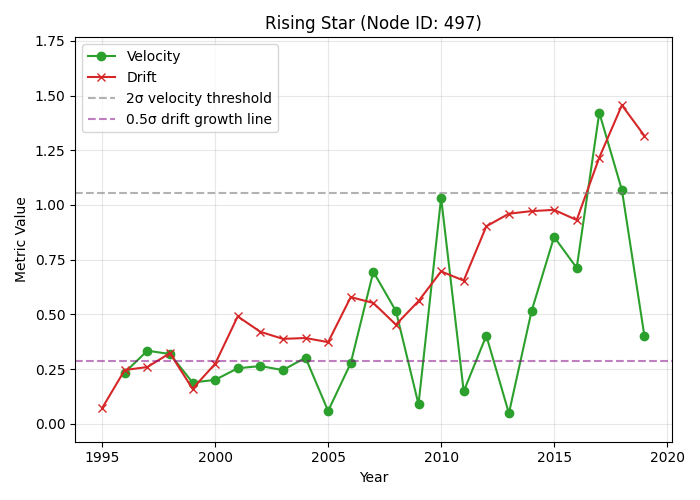 Rising Star (Node ID: 497)
Velocity
Drift
2σ velocity threshold
0.5σ drift growth line
Metric Value
1.75
1.50
1.25
1.00
0.75
0.50
0.25
0.00
1995
2000
2005
2010
2015
2020
Year